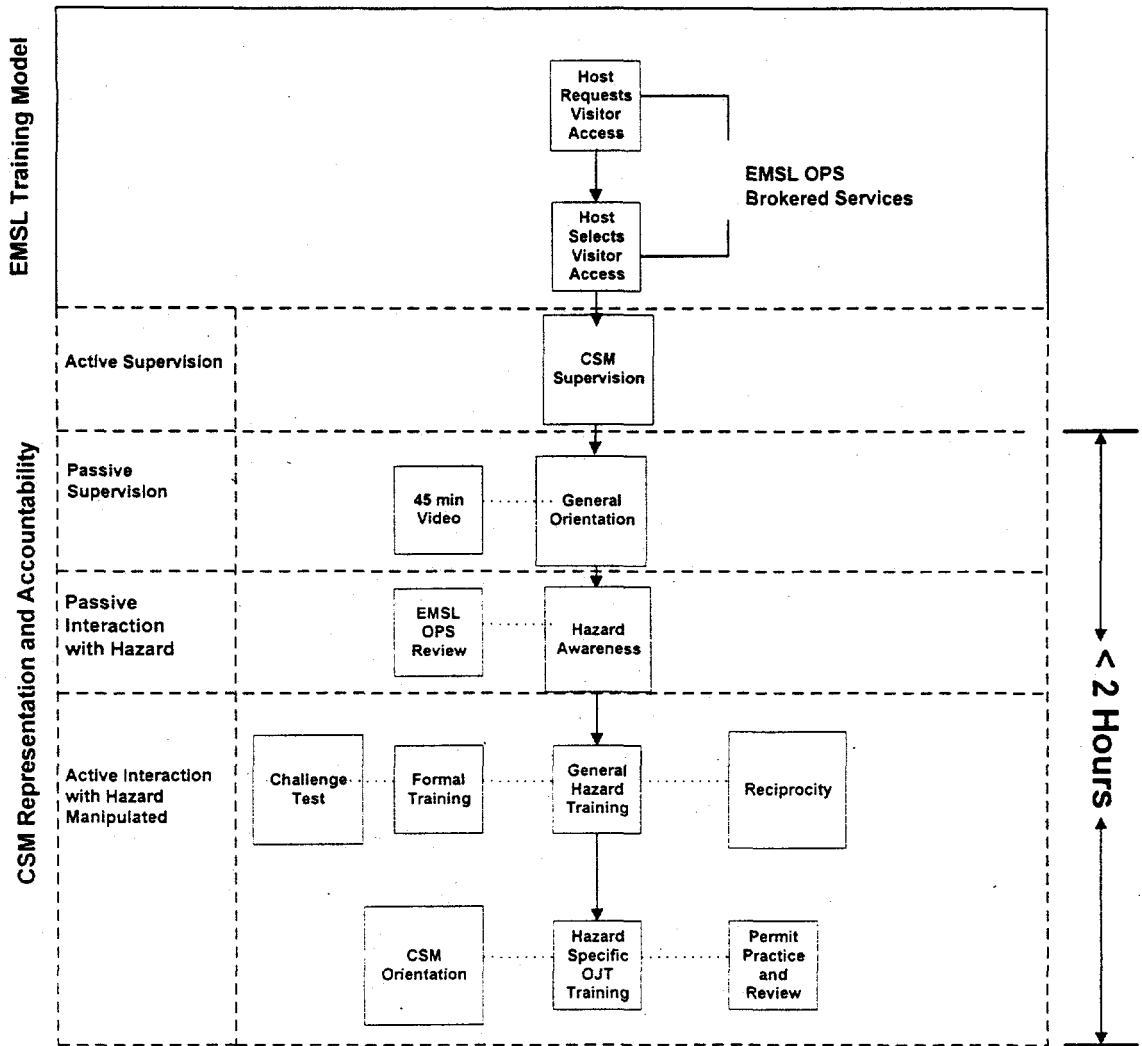 EMSL Training Model
Host
Requests
Visitor
Access
EMSL OPS
Brokered Services
Host
Selects
Visitor
Access
CSM Representation and Accountability
Active Supervision
CSM
Supervision
Passive
Supervision
45 min
Video
General
Orientation
Passive
Interaction
with Hazard
EMSL
OPS
Review
Hazard
Awareness
Active Interaction
with Hazard
Manipulated
Challenge
Test
Formal
Training
General
Hazard
Training
Reciprocity
CSM
Orientation
Hazard
Specific
OJT
Training
Permit
Practice
and
Review
< 2 Hours